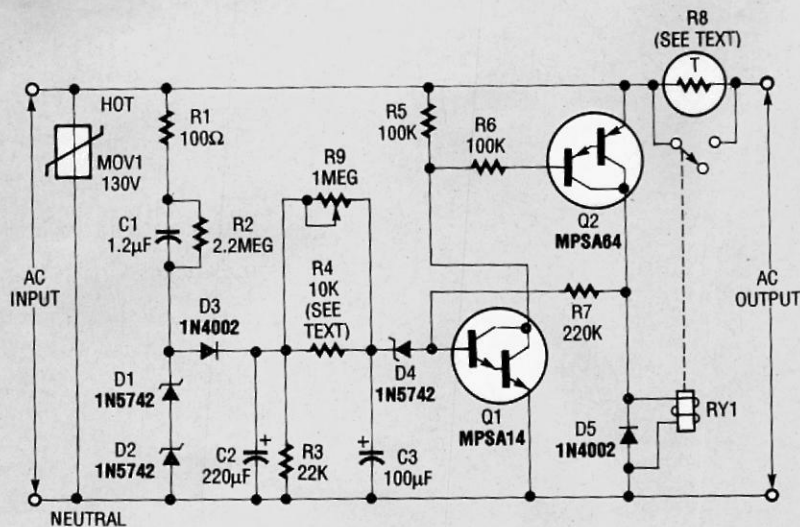 R8
(SEE TEXT)
T
HOT
R1
100Ω
R5
100K
R6
100K
MOV1
130V
R9
1MEG
C1
1.2µF
R2
2.2MEG
Q2
MPSA64
AC
INPUT
R4
10K
(SEE
TEXT)
AC
OUTPUT
D3
1N4002
R7
220K
D4
1N5742
D1
1N5742
Q1
MPSA14
D5
1N4002
RY1
D2
1N5742
C2
220µF
+
R3
22K
+
C3
100µF
NEUTRAL